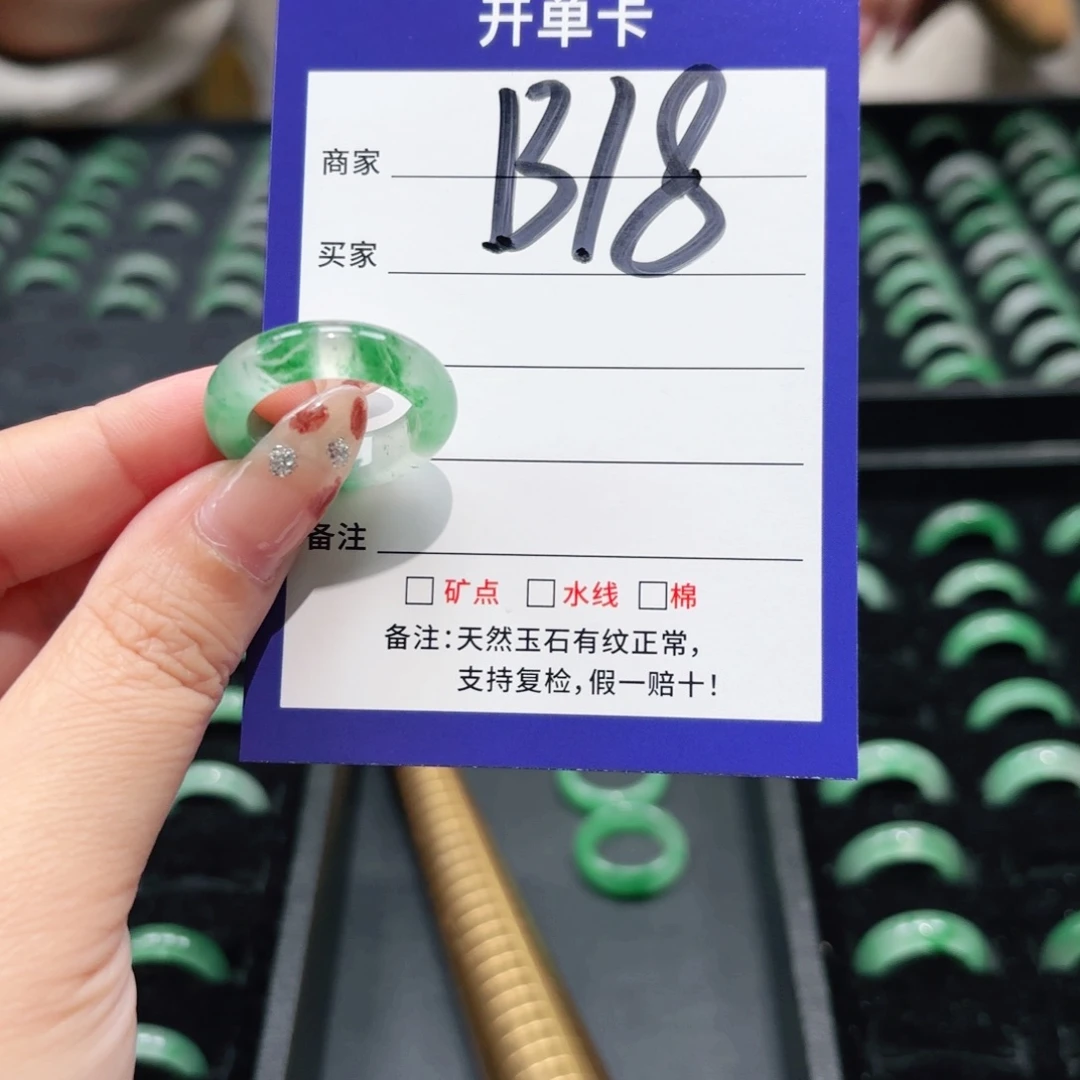 开单卡
商家
B18
买家
备注
□ 矿点 □ 水线 □棉
备注：天然玉石有纹正常，
支持复检，假一赔十！